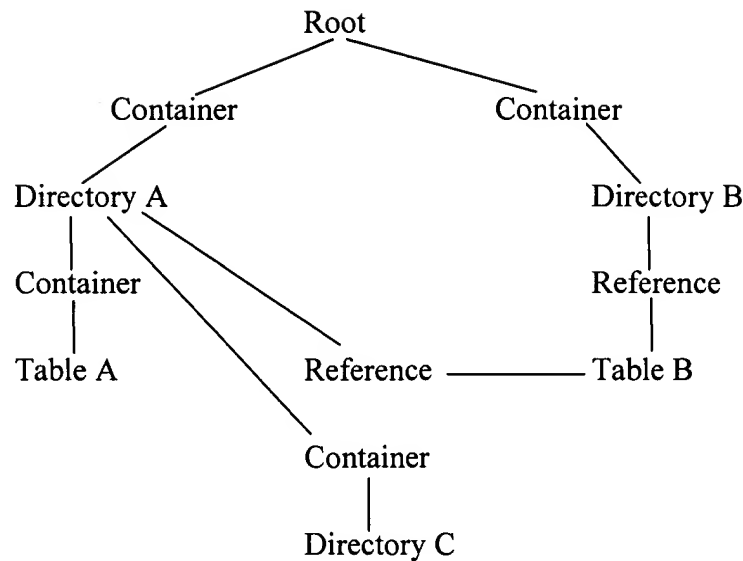 Root
Container Container
Directory A Directory B
Container Reference
Table A Reference Table B
Container
Directory C